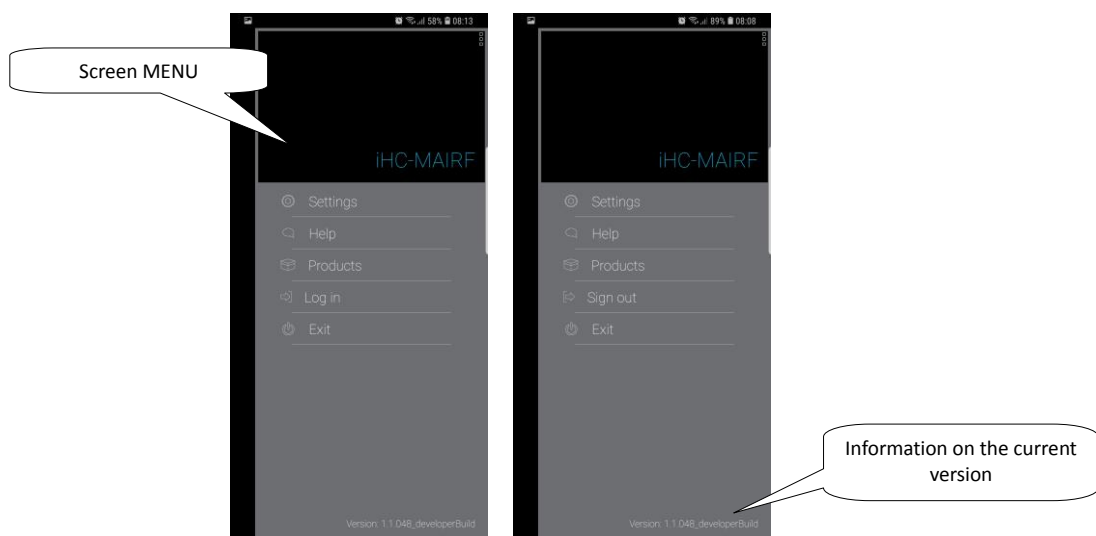 58% 08:13
89% 08:08
Screen MENU
iHC-MAIRF
iHC-MAIRF
Settings
Help
Products
Log in
Exit
Settings
Help
Products
Sign out
Exit
Information on the current
version
Version: 1.1.048_developerBuild
Version: 1.1.048_developerBuild